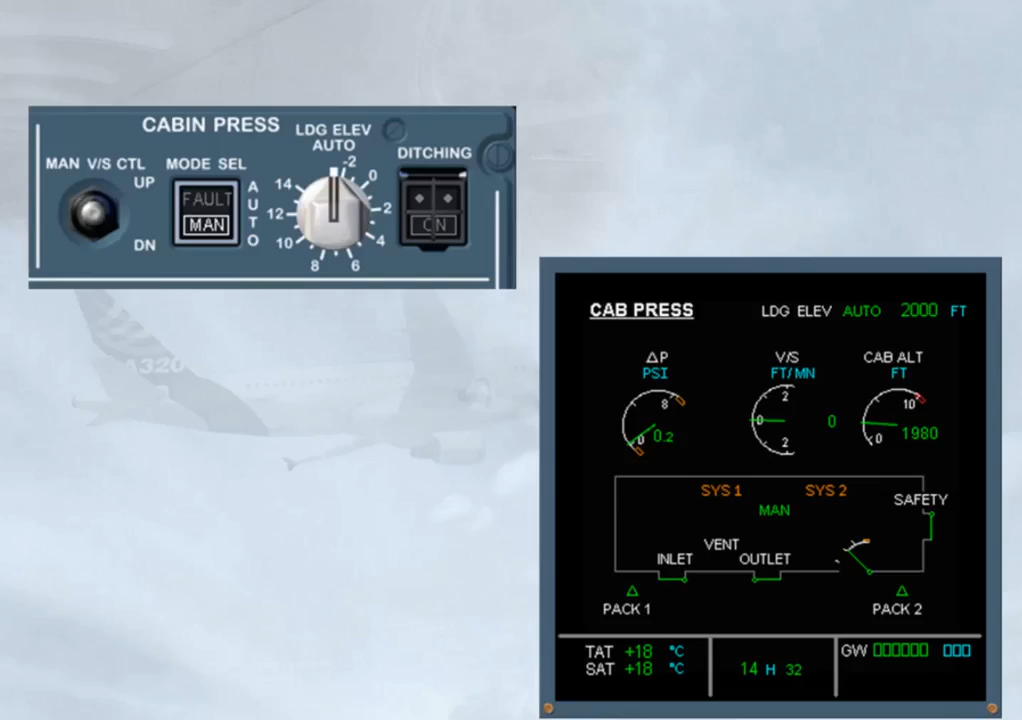 CABIN PRESS
LDG ELEV
AUTO
MAN V/S CTL
MODE SEL
DITCHING
UP
DN
FAULT
MAN
AUTO
-2
0
2
4
6
8
10
12
14
ON
A320
CAB PRESS
LDG ELEV AUTO 2000 FT
ΔP
PSI
8
0
0.2
V/S
FT/MN
2
0
2
0
CAB ALT
FT
10
0
1980
SYS 1
SYS 2
MAN
SAFETY
VENT
INLET
OUTLET
PACK 1
PACK 2
TAT +18 °C
SAT +18 °C
14 H 32
GW